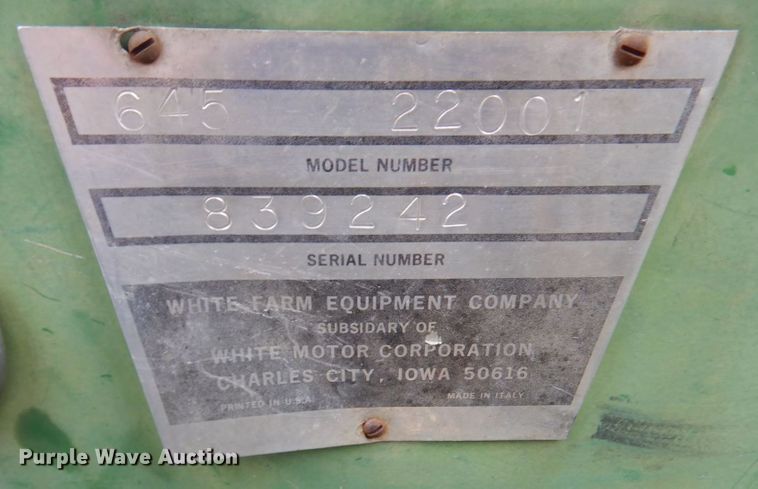 645 22001
MODEL NUMBER
839242
SERIAL NUMBER
WHITE FARM EQUIPMENT COMPANY
SUBSIDARY OF
WHITE MOTOR CORPORATION
CHARLES CITY, IOWA 50616
PRINTED IN U.S.A. MADE IN ITALY
Purple Wave Auction